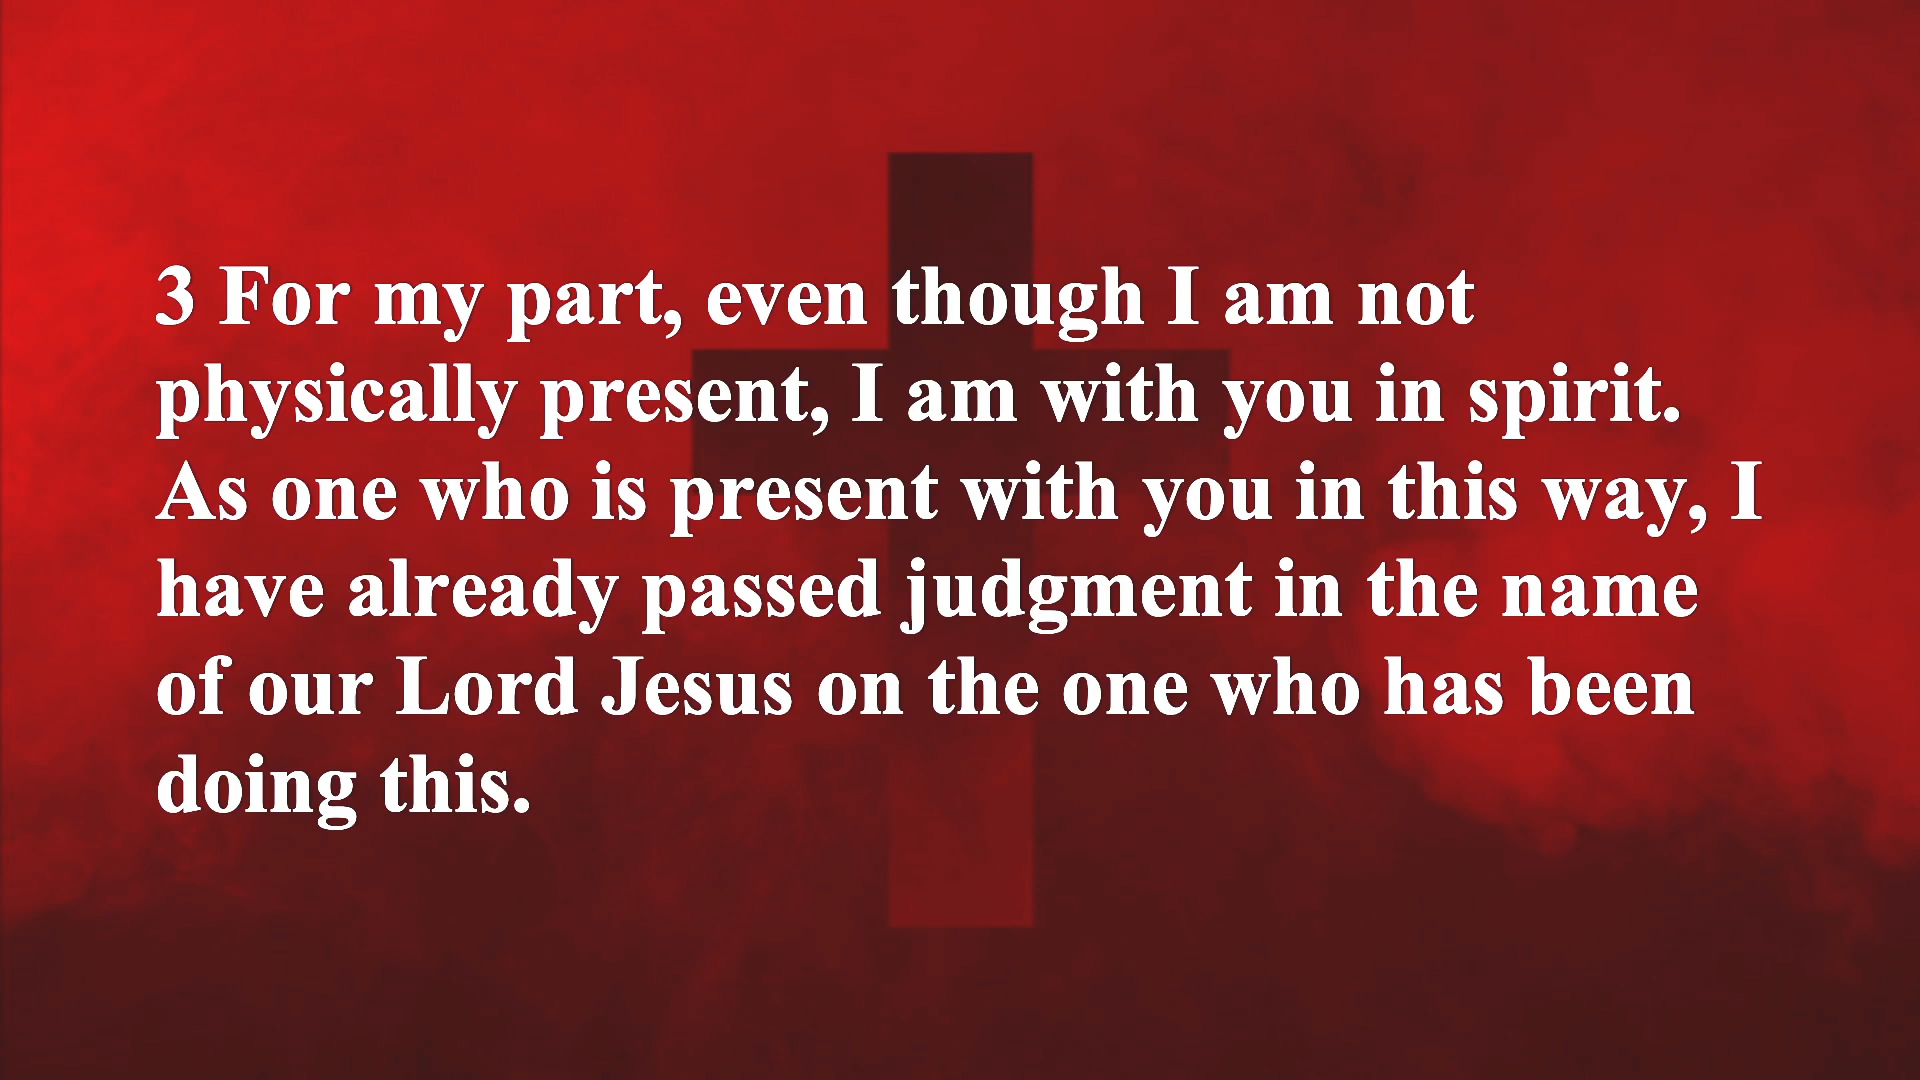 3 For my part, even though I am not
physically present, I am with you in spirit.
As one who is present with you in this way, I
have already passed judgment in the name
of our Lord Jesus on the one who has been
doing this.